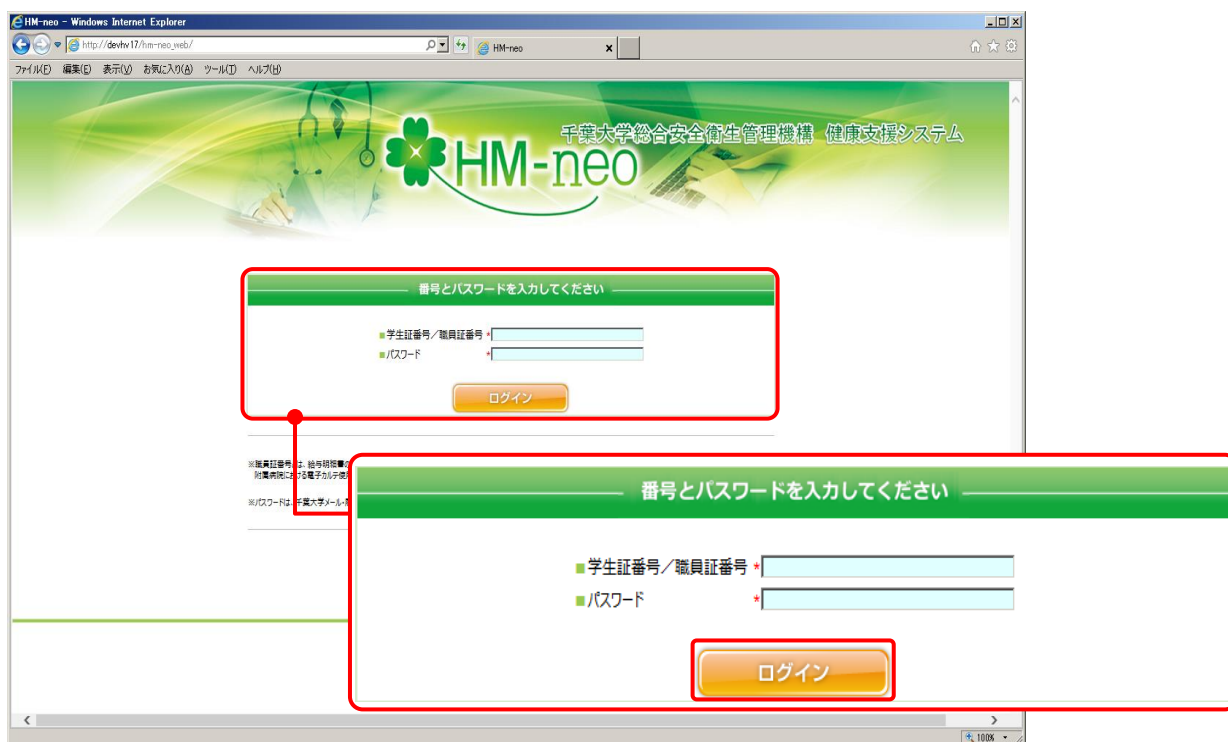 HM-neo - Windows Internet Explorer
http://devhv17/hm-neo_web/
HM-neo
ファイル(F) 編集(E) 表示(V) お気に入り(A) ツール(T) ヘルプ(H)
千葉大学総合安全衛生管理機構 健康支援システム
HM-neo
番号とパスワードを入力してください
■学生証番号／職員証番号 *
■パスワード *
ログイン
※職員証番号は、給与明細書の
附属病院における電子カルテ使
※パスワードは、千葉大学メール・
番号とパスワードを入力してください
■学生証番号／職員証番号 *
■パスワード *
ログイン
100%